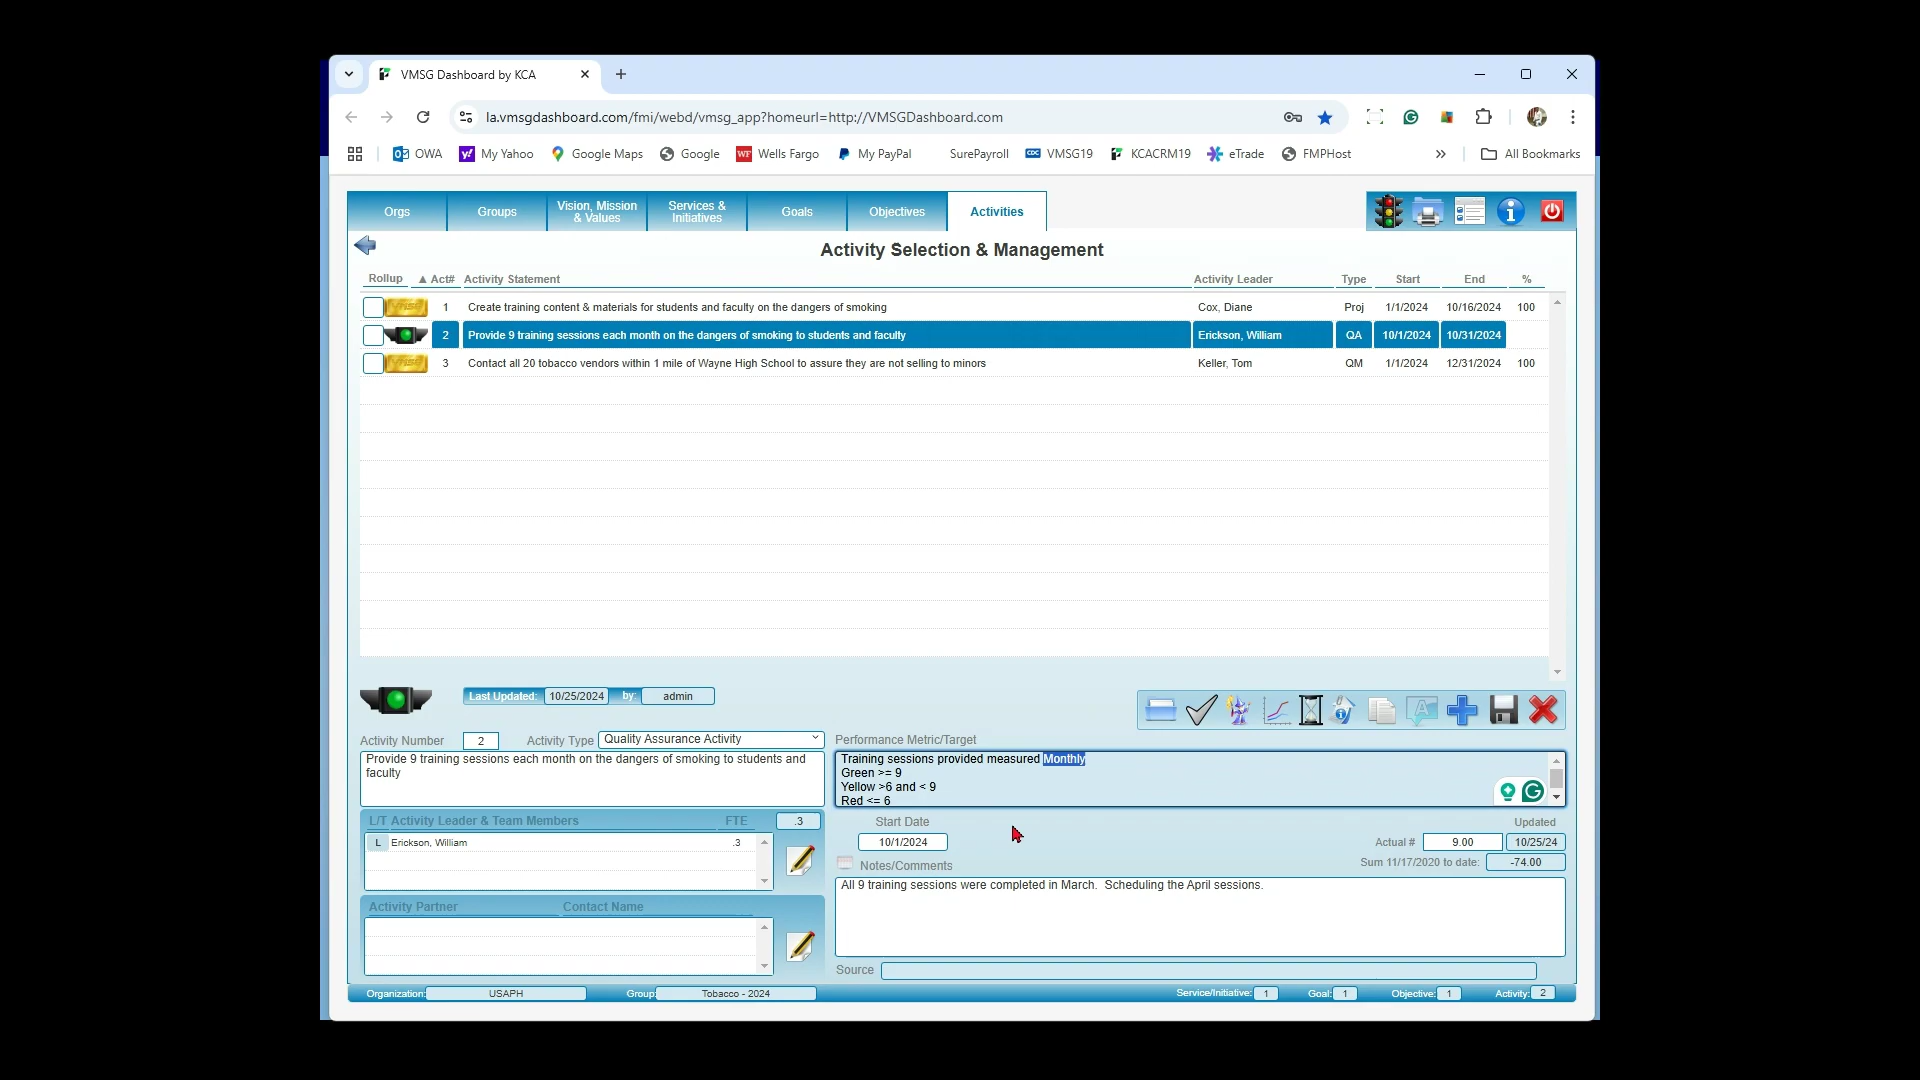 VMSG Dashboard by KCA
la.vmsgdashboard.com/fmi/webd/vmsg_app?homeurl=http://VMSGDashboard.com
OWA My Yahoo Google Maps Google Wells Fargo My PayPal SurePayroll VMSG19 KCACRM19 eTrade FMPHost » All Bookmarks
Orgs Groups Vision, Mission & Values Services & Initiatives Goals Objectives Activities
Activity Selection & Management
Rollup ▲ Act# Activity Statement Activity Leader Type Start End %
1 Create training content & materials for students and faculty on the dangers of smoking Cox, Diane Proj 1/1/2024 10/16/2024 100
2 Provide 9 training sessions each month on the dangers of smoking to students and faculty Erickson, William QA 10/1/2024 10/31/2024
3 Contact all 20 tobacco vendors within 1 mile of Wayne High School to assure they are not selling to minors Keller, Tom QM 1/1/2024 12/31/2024 100
Last Updated: 10/25/2024 by: admin
Activity Number 2 Activity Type Quality Assurance Activity
Provide 9 training sessions each month on the dangers of smoking to students and
faculty
Performance Metric/Target
Training sessions provided measured Monthly
Green >= 9
Yellow >6 and < 9
Red <= 6
L/T Activity Leader & Team Members FTE .3
L Erickson, William .3
Start Date
10/1/2024
Updated
Actual # 9.00 10/25/24
Sum 11/17/2020 to date: -74.00
Notes/Comments
All 9 training sessions were completed in March. Scheduling the April sessions.
Activity Partner Contact Name
Source
Organization: USAPH Group: Tobacco - 2024 Service/Initiative: 1 Goal: 1 Objective: 1 Activity: 2